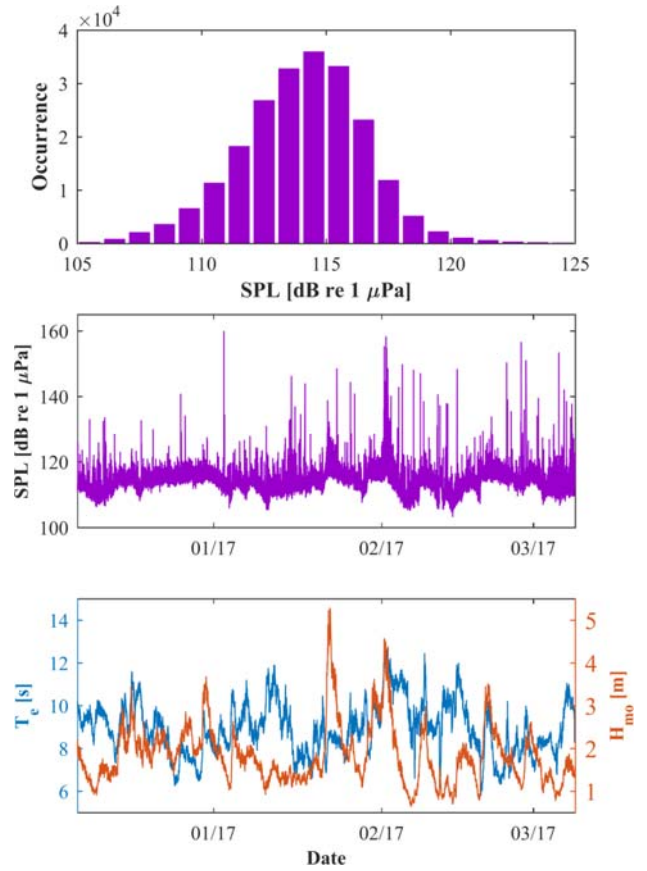 ×10⁴
4
3
2
1
0
Occurrence
105 110 115 120 125
SPL [dB re 1 μPa]
160
140
120
100
SPL [dB re 1 μPa]
01/17 02/17 03/17
14
12
10
8
6
T_e [s]
5
4
3
2
1
H_mo [m]
01/17 02/17 03/17
Date